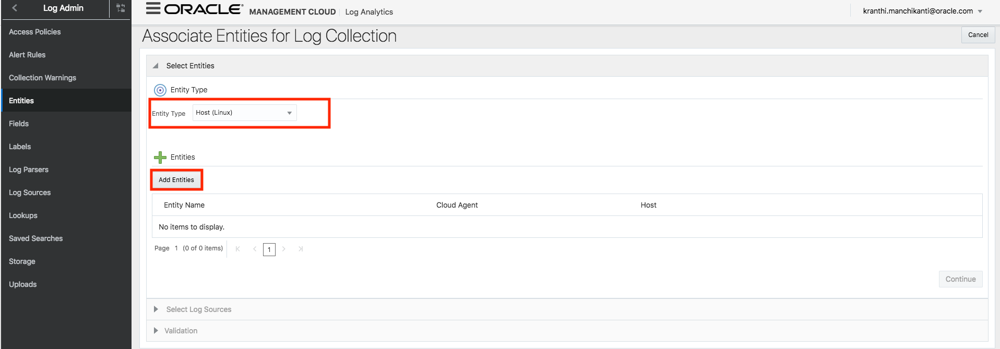 Log Admin
ORACLE® MANAGEMENT CLOUD Log Analytics
kranthi.manchikanti@oracle.com
Access Policies
Alert Rules
Collection Warnings
Entities
Fields
Labels
Log Parsers
Log Sources
Lookups
Saved Searches
Storage
Uploads
Associate Entities for Log Collection
Cancel
Select Entities
Entity Type
Entity Type Host (Linux)
Entities
Add Entities
Entity Name Cloud Agent Host
No items to display.
Page 1 (0 of 0 items) 1
Continue
Select Log Sources
Validation